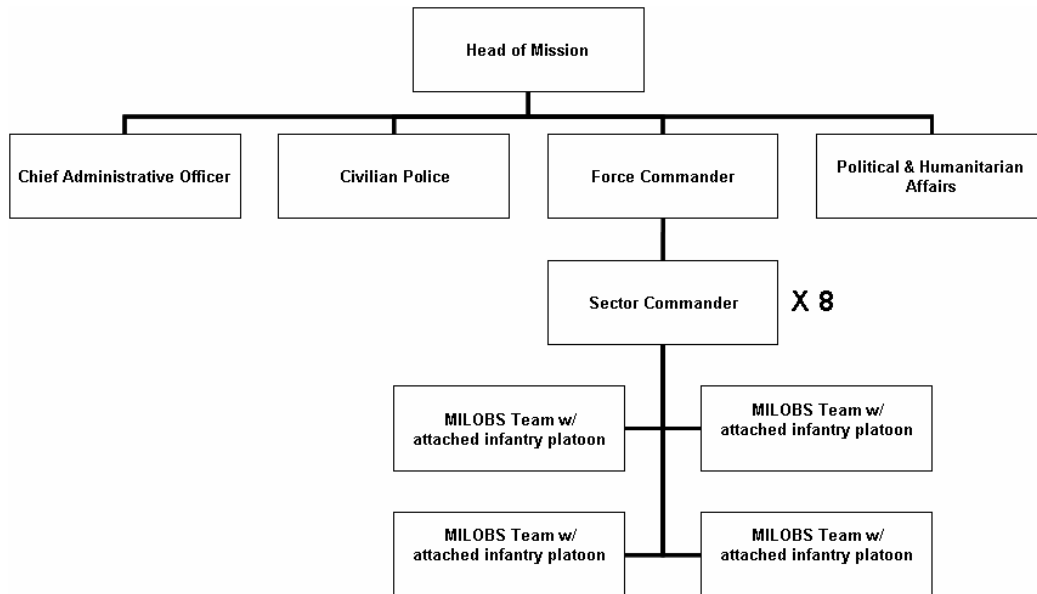 Head of Mission
Chief Administrative Officer
Civilian Police
Force Commander
Political & Humanitarian
Affairs
Sector Commander
X 8
MILOBS Team w/
attached infantry platoon
MILOBS Team w/
attached infantry platoon
MILOBS Team w/
attached infantry platoon
MILOBS Team w/
attached infantry platoon